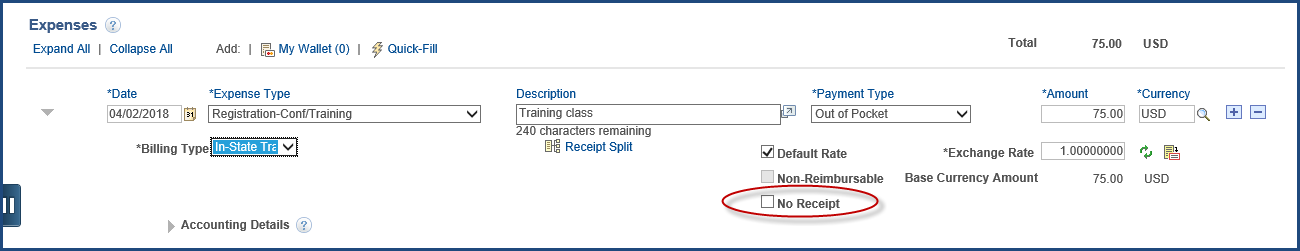 Expenses ?
Expand All | Collapse All Add: | My Wallet (0) | Quick-Fill Total 75.00 USD
*Date *Expense Type Description *Payment Type *Amount *Currency
04/02/2018 31 Registration-Conf/Training Training class Out of Pocket 75.00 USD
240 characters remaining
*Billing Type In-State Tra Receipt Split Default Rate *Exchange Rate 1.00000000
Non-Reimbursable Base Currency Amount 75.00 USD
No Receipt
Accounting Details ?